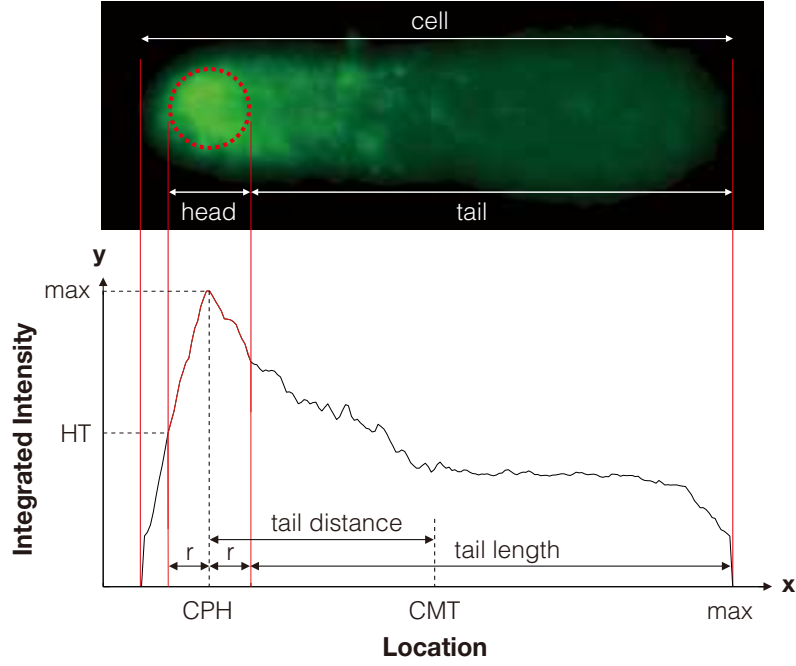 cell
head
tail
y
max
Integrated Intensity
HT
tail distance
r
r
tail length
x
CPH
CMT
max
Location